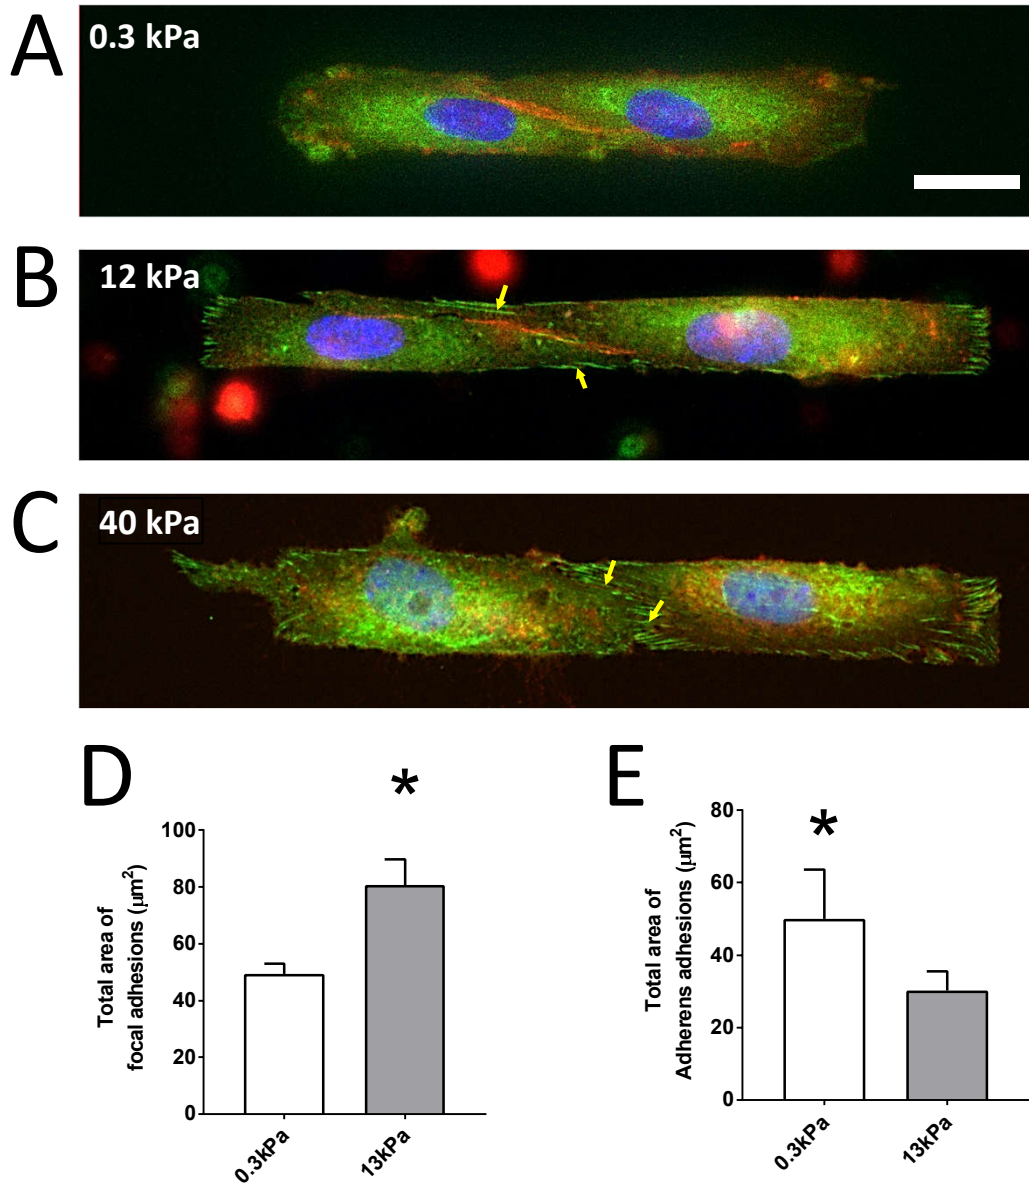 A
0.3 kPa
B
12 kPa
C
40 kPa
D
*
Total area of
focal adhesions (μm²)
100
80
60
40
20
0
0.3kPa
13kPa
E
*
Total area of
Adherens adhesions (μm²)
80
60
40
20
0
0.3kPa
13kPa